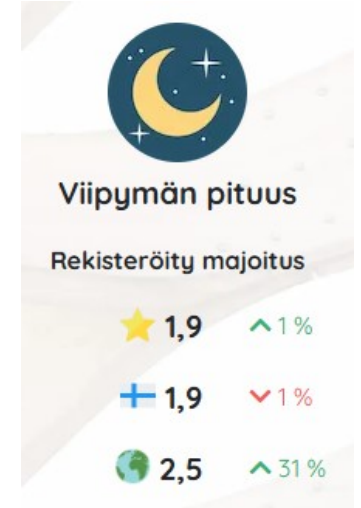 Viipymän pituus
Rekisteröity majoitus
1,9 1 %
1,9 1 %
2,5 31 %